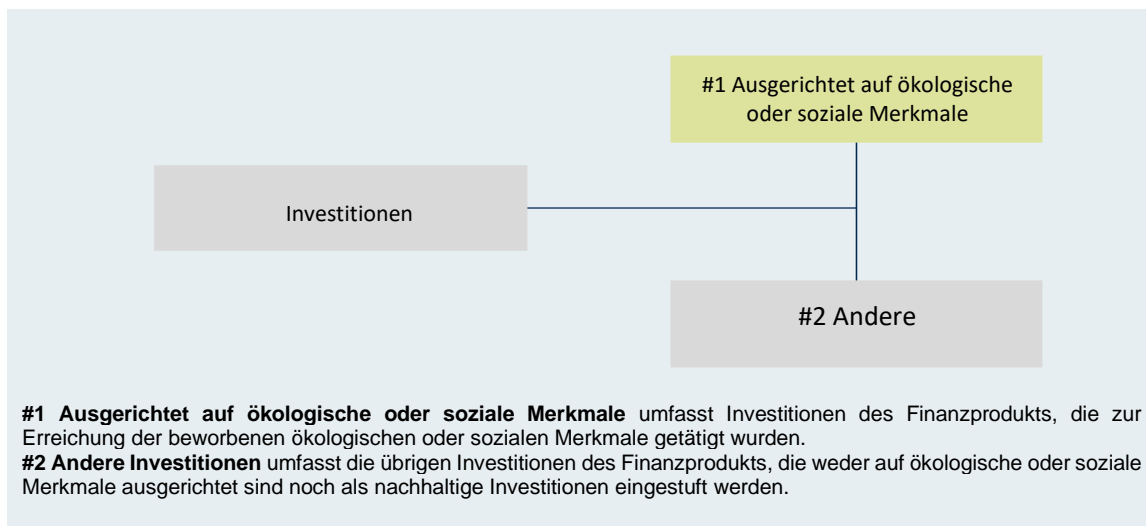 #1 Ausgerichtet auf ökologische
oder soziale Merkmale
Investitionen
#2 Andere
#1 Ausgerichtet auf ökologische oder soziale Merkmale umfasst Investitionen des Finanzprodukts, die zur
Erreichung der beworbenen ökologischen oder sozialen Merkmale getätigt wurden.
#2 Andere Investitionen umfasst die übrigen Investitionen des Finanzprodukts, die weder auf ökologische oder soziale
Merkmale ausgerichtet sind noch als nachhaltige Investitionen eingestuft werden.